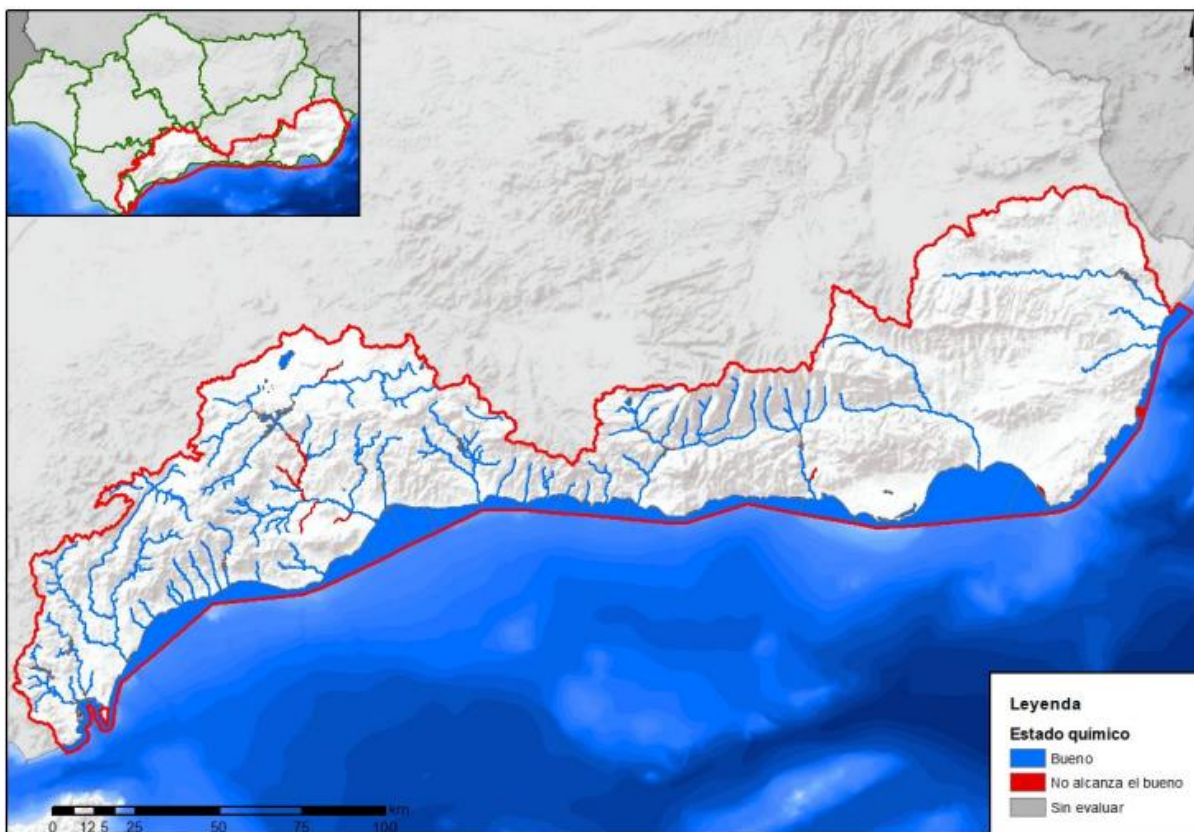 N
Leyenda
Estado químico
Bueno
No alcanza el bueno
Sin evaluar
km
0 12,5 25 50 75 100